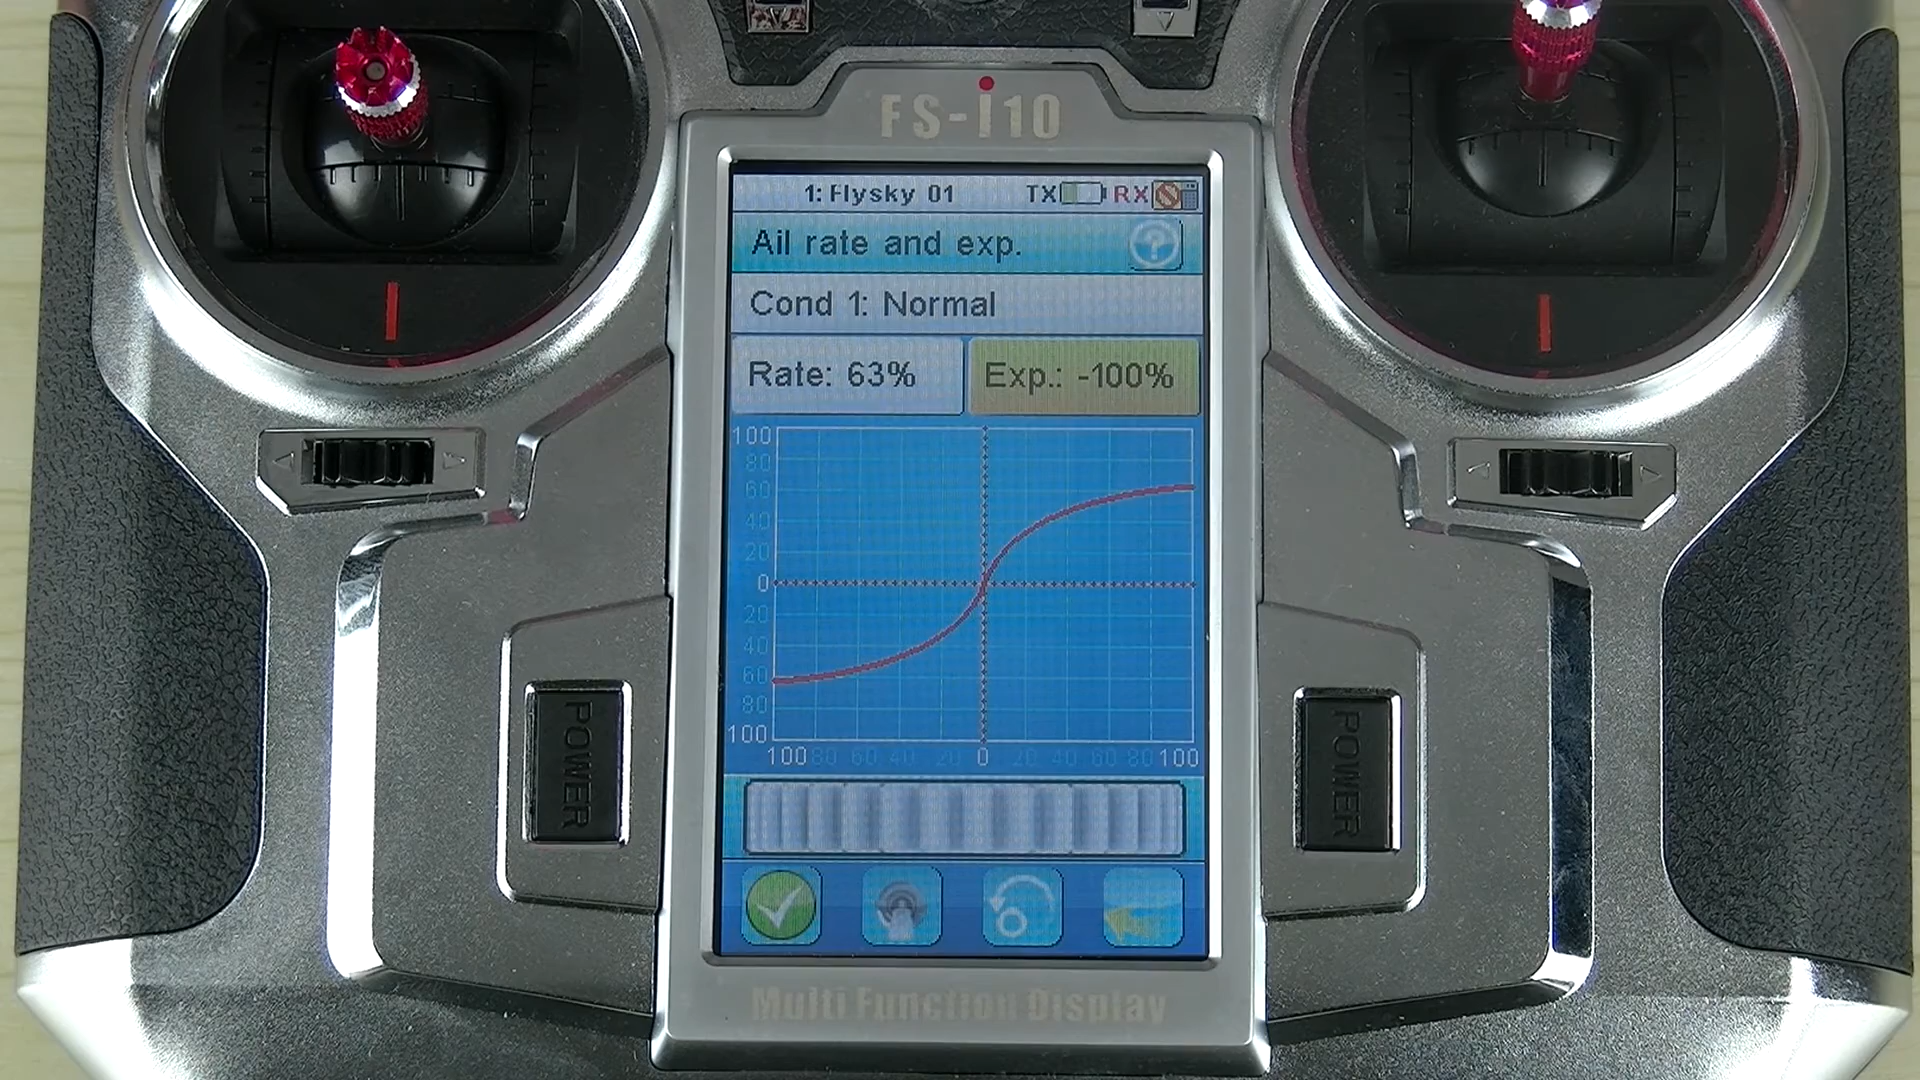 FS-i10
1: Flysky 01 TX RX
Ail rate and exp. ?
Cond 1: Normal
Rate: 63% Exp.: -100%
100
80
60
40
20
0
20
40
60
80
100
100 80 60 40 20 0 20 40 60 80 100
POWER POWER
Multi Function Display